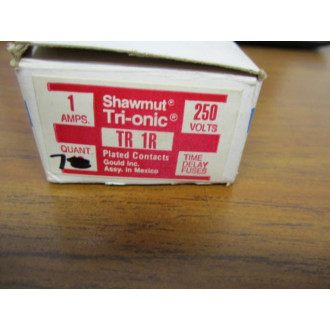 1
AMPS.
QUANT.
Shawmut®
Tri-onic®
TR 1R
Plated Contacts
Gould Inc.
Assy. in Mexico
250
VOLTS
TIME
DELAY
FUSES